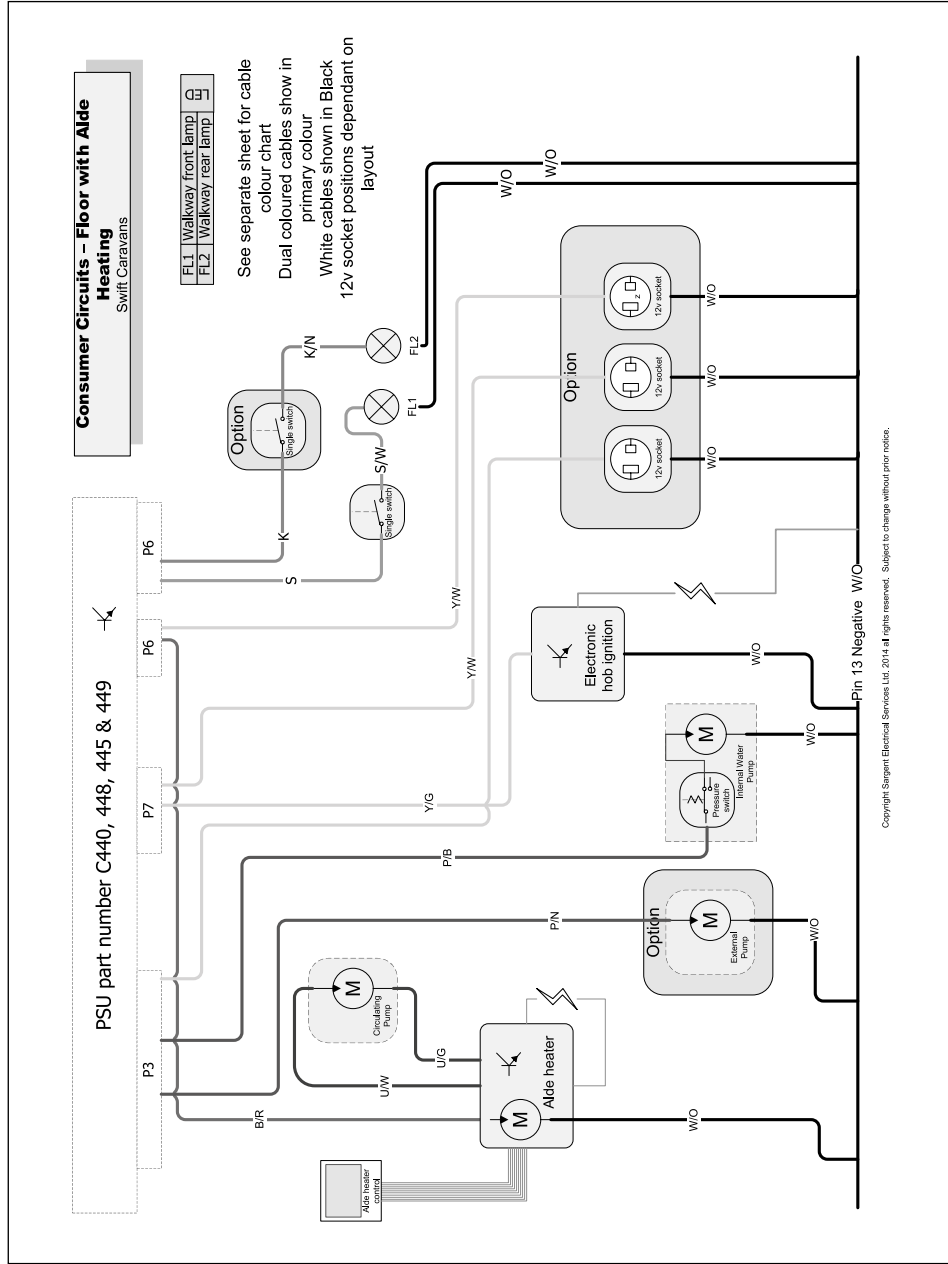 Consumer Circuits – Floor with Alde
Heating
Swift Caravans
FL1 Walkway front lamp LED
FL2 Walkway rear lamp
See separate sheet for cable
colour chart
Dual coloured cables show in
primary colour
White cables shown in Black
12v socket positions dependant on
layout
PSU part number C440, 448, 445 & 449
P3
P7
P6
P6
Option
Single switch
K
K/N
FL2
S
Single switch
S/W
FL1
W/O
W/O
Y/W
Y/W
Y/G
P/B
P/N
B/R
U/W
U/G
M
Circulating
Pump
Alde heater
control
M
Alde heater
W/O
Option
M
External
Pump
W/O
Pressure
switch
M
Internal Water
Pump
W/O
Electronic
hob ignition
W/O
Option
12v socket
W/O
12v socket
W/O
z
12v socket
W/O
Pin 13 Negative W/O
Copyright Sargent Electrical Services Ltd, 2014 all rights reserved. Subject to change without prior notice.